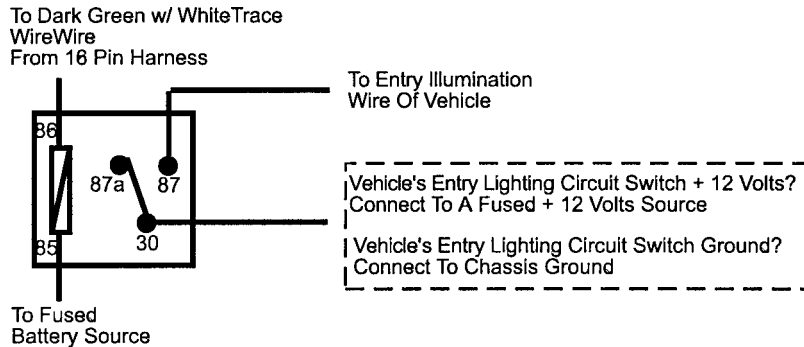 To Dark Green w/ WhiteTrace
WireWire
From 16 Pin Harness
To Entry Illumination
Wire Of Vehicle
86
87a
87
85
30
Vehicle's Entry Lighting Circuit Switch + 12 Volts?
Connect To A Fused + 12 Volts Source
Vehicle's Entry Lighting Circuit Switch Ground?
Connect To Chassis Ground
To Fused
Battery Source